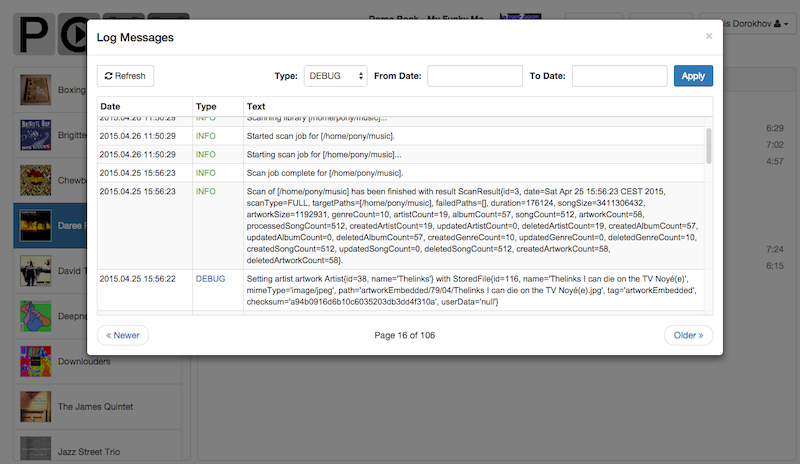 PO
Daree Rock - My Funky Ma
is Dorokhov
Log Messages
×
Refresh
Type: DEBUG From Date: To Date: Apply
Date Type Text
2015.04.26 11:50:29 INFO Scanning library [/home/pony/music]...
2015.04.26 11:50:29 INFO Started scan job for [/home/pony/music].
2015.04.26 11:50:29 INFO Starting scan job for [/home/pony/music]...
2015.04.25 15:56:23 INFO Scan job complete for [/home/pony/music].
2015.04.25 15:56:23 INFO Scan of [/home/pony/music] has been finished with result ScanResult{id=3, date=Sat Apr 25 15:56:23 CEST 2015,
scanType=FULL, targetPaths=[/home/pony/music], failedPaths=[], duration=176124, songSize=3411306432,
artworkSize=1192931, genreCount=10, artistCount=19, albumCount=57, songCount=512, artworkCount=58,
processedSongCount=512, createdArtistCount=19, updatedArtistCount=0, deletedArtistCount=19, createdAlbumCount=57,
updatedAlbumCount=0, deletedAlbumCount=57, createdGenreCount=10, updatedGenreCount=0, deletedGenreCount=10,
createdSongCount=512, updatedSongCount=0, deletedSongCount=512, createdArtworkCount=58,
deletedArtworkCount=58}.
2015.04.25 15:56:22 DEBUG Setting artist artwork Artist{id=38, name='Thelinks'} with StoredFile{id=116, name='Thelinks I can die on the TV Noyé(e)',
mimeType='image/jpeg', path='artworkEmbedded/79/04/Thelinks I can die on the TV Noyé(e).jpg', tag='artworkEmbedded',
checksum='a94b0916d6b10c6035203db3dd4f310a', userData='null'}
« Newer Page 16 of 106 Older »
Boxing
Brigitte
Chewb
Daree
David T
Deepne
Downlouders
The James Quintet
Jazz Street Trio
6:29
7:02
4:57
7:24
6:15